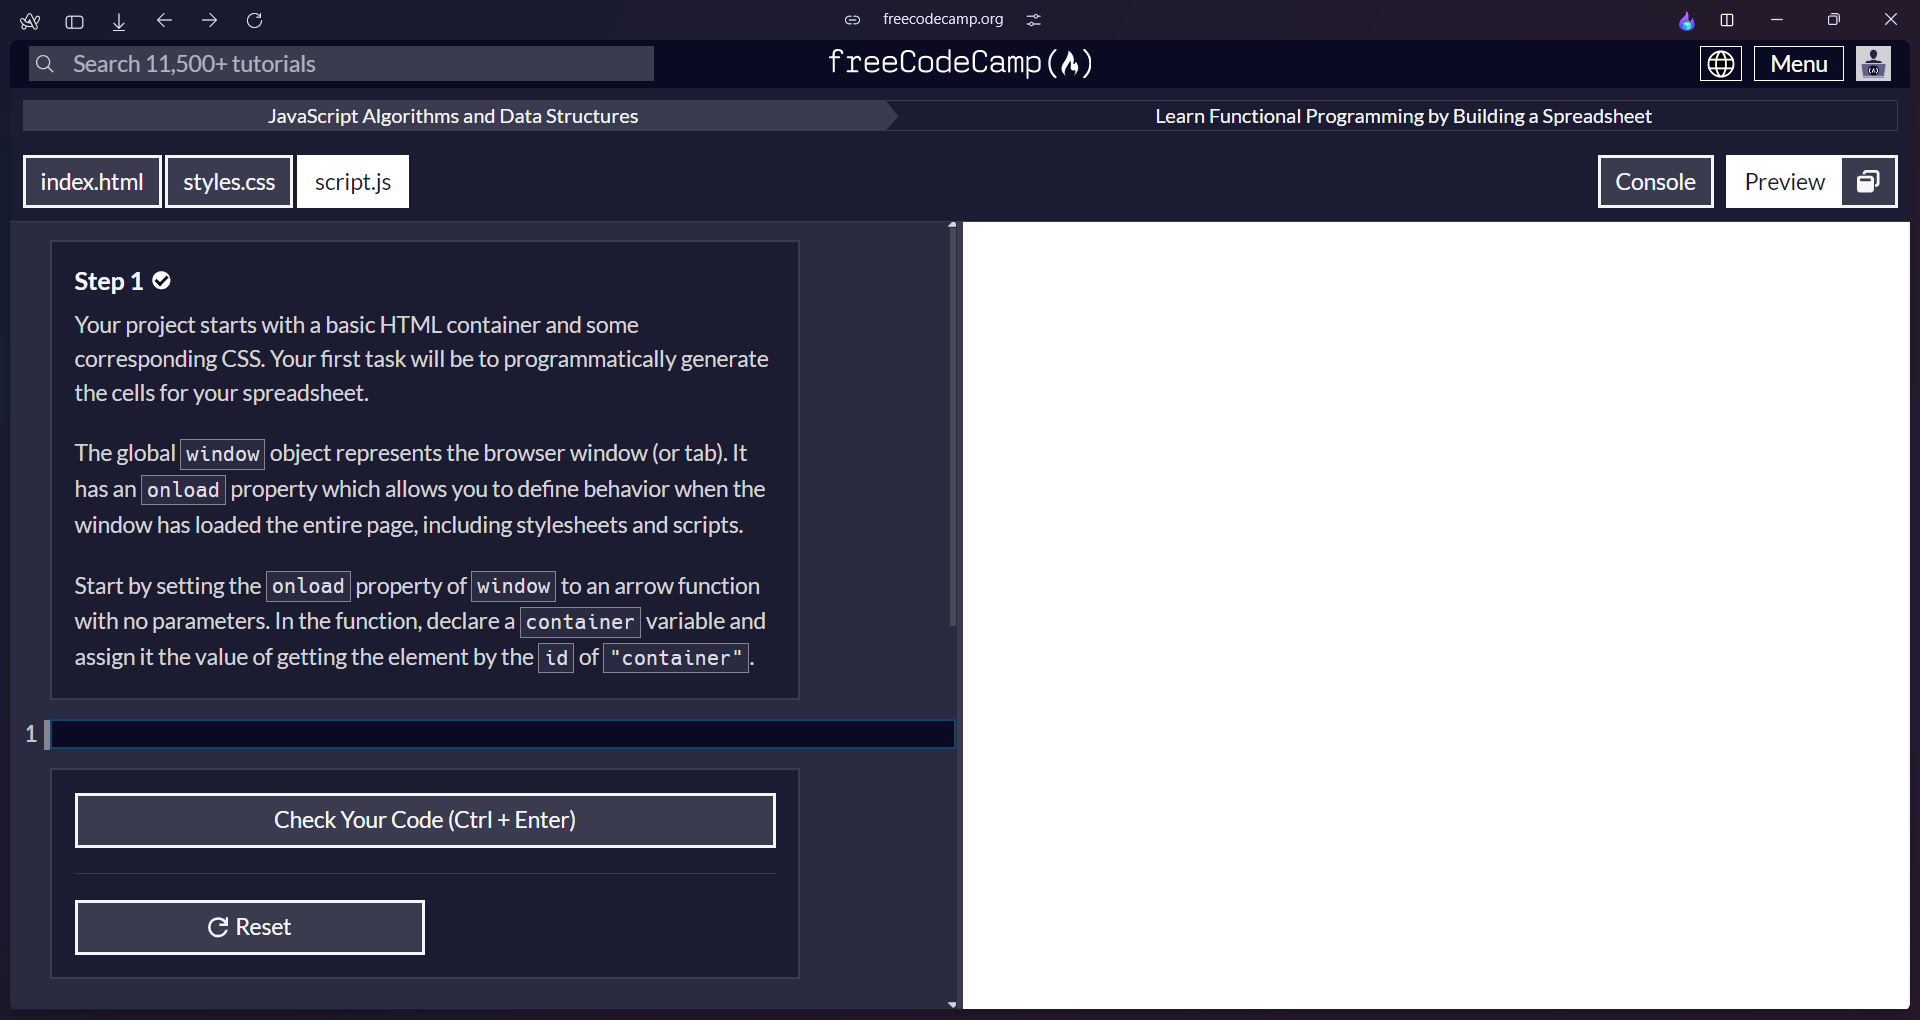 freecodecamp.org
Search 11,500+ tutorials
freeCodeCamp(🔥)
Menu
JavaScript Algorithms and Data Structures
Learn Functional Programming by Building a Spreadsheet
index.html
styles.css
script.js
Console
Preview
Step 1
Your project starts with a basic HTML container and some
corresponding CSS. Your first task will be to programmatically generate
the cells for your spreadsheet.
The global window object represents the browser window (or tab). It
has an onload property which allows you to define behavior when the
window has loaded the entire page, including stylesheets and scripts.
Start by setting the onload property of window to an arrow function
with no parameters. In the function, declare a container variable and
assign it the value of getting the element by the id of "container".
1
Check Your Code (Ctrl + Enter)
Reset